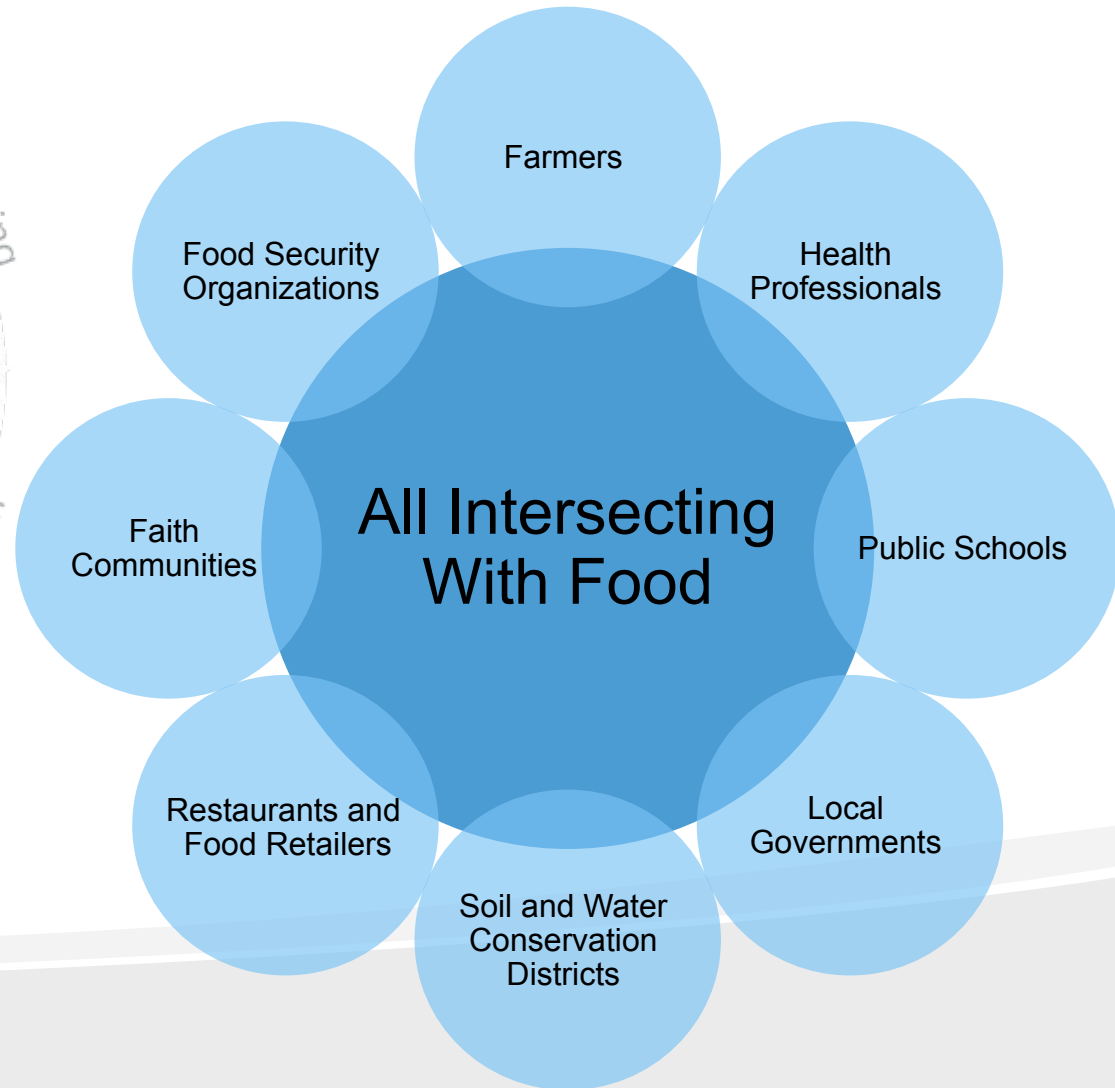 Farmers
Health
Professionals
Public Schools
Local
Governments
Soil and Water
Conservation
Districts
Restaurants and
Food Retailers
Faith
Communities
Food Security
Organizations
All Intersecting
With Food